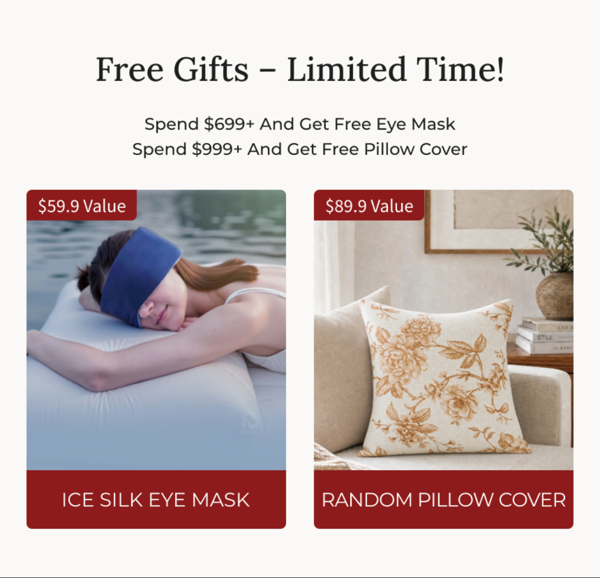 Free Gifts – Limited Time!
Spend $699+ And Get Free Eye Mask
Spend $999+ And Get Free Pillow Cover
$59.9 Value
$89.9 Value
STILL
ICE SILK EYE MASK
RANDOM PILLOW COVER